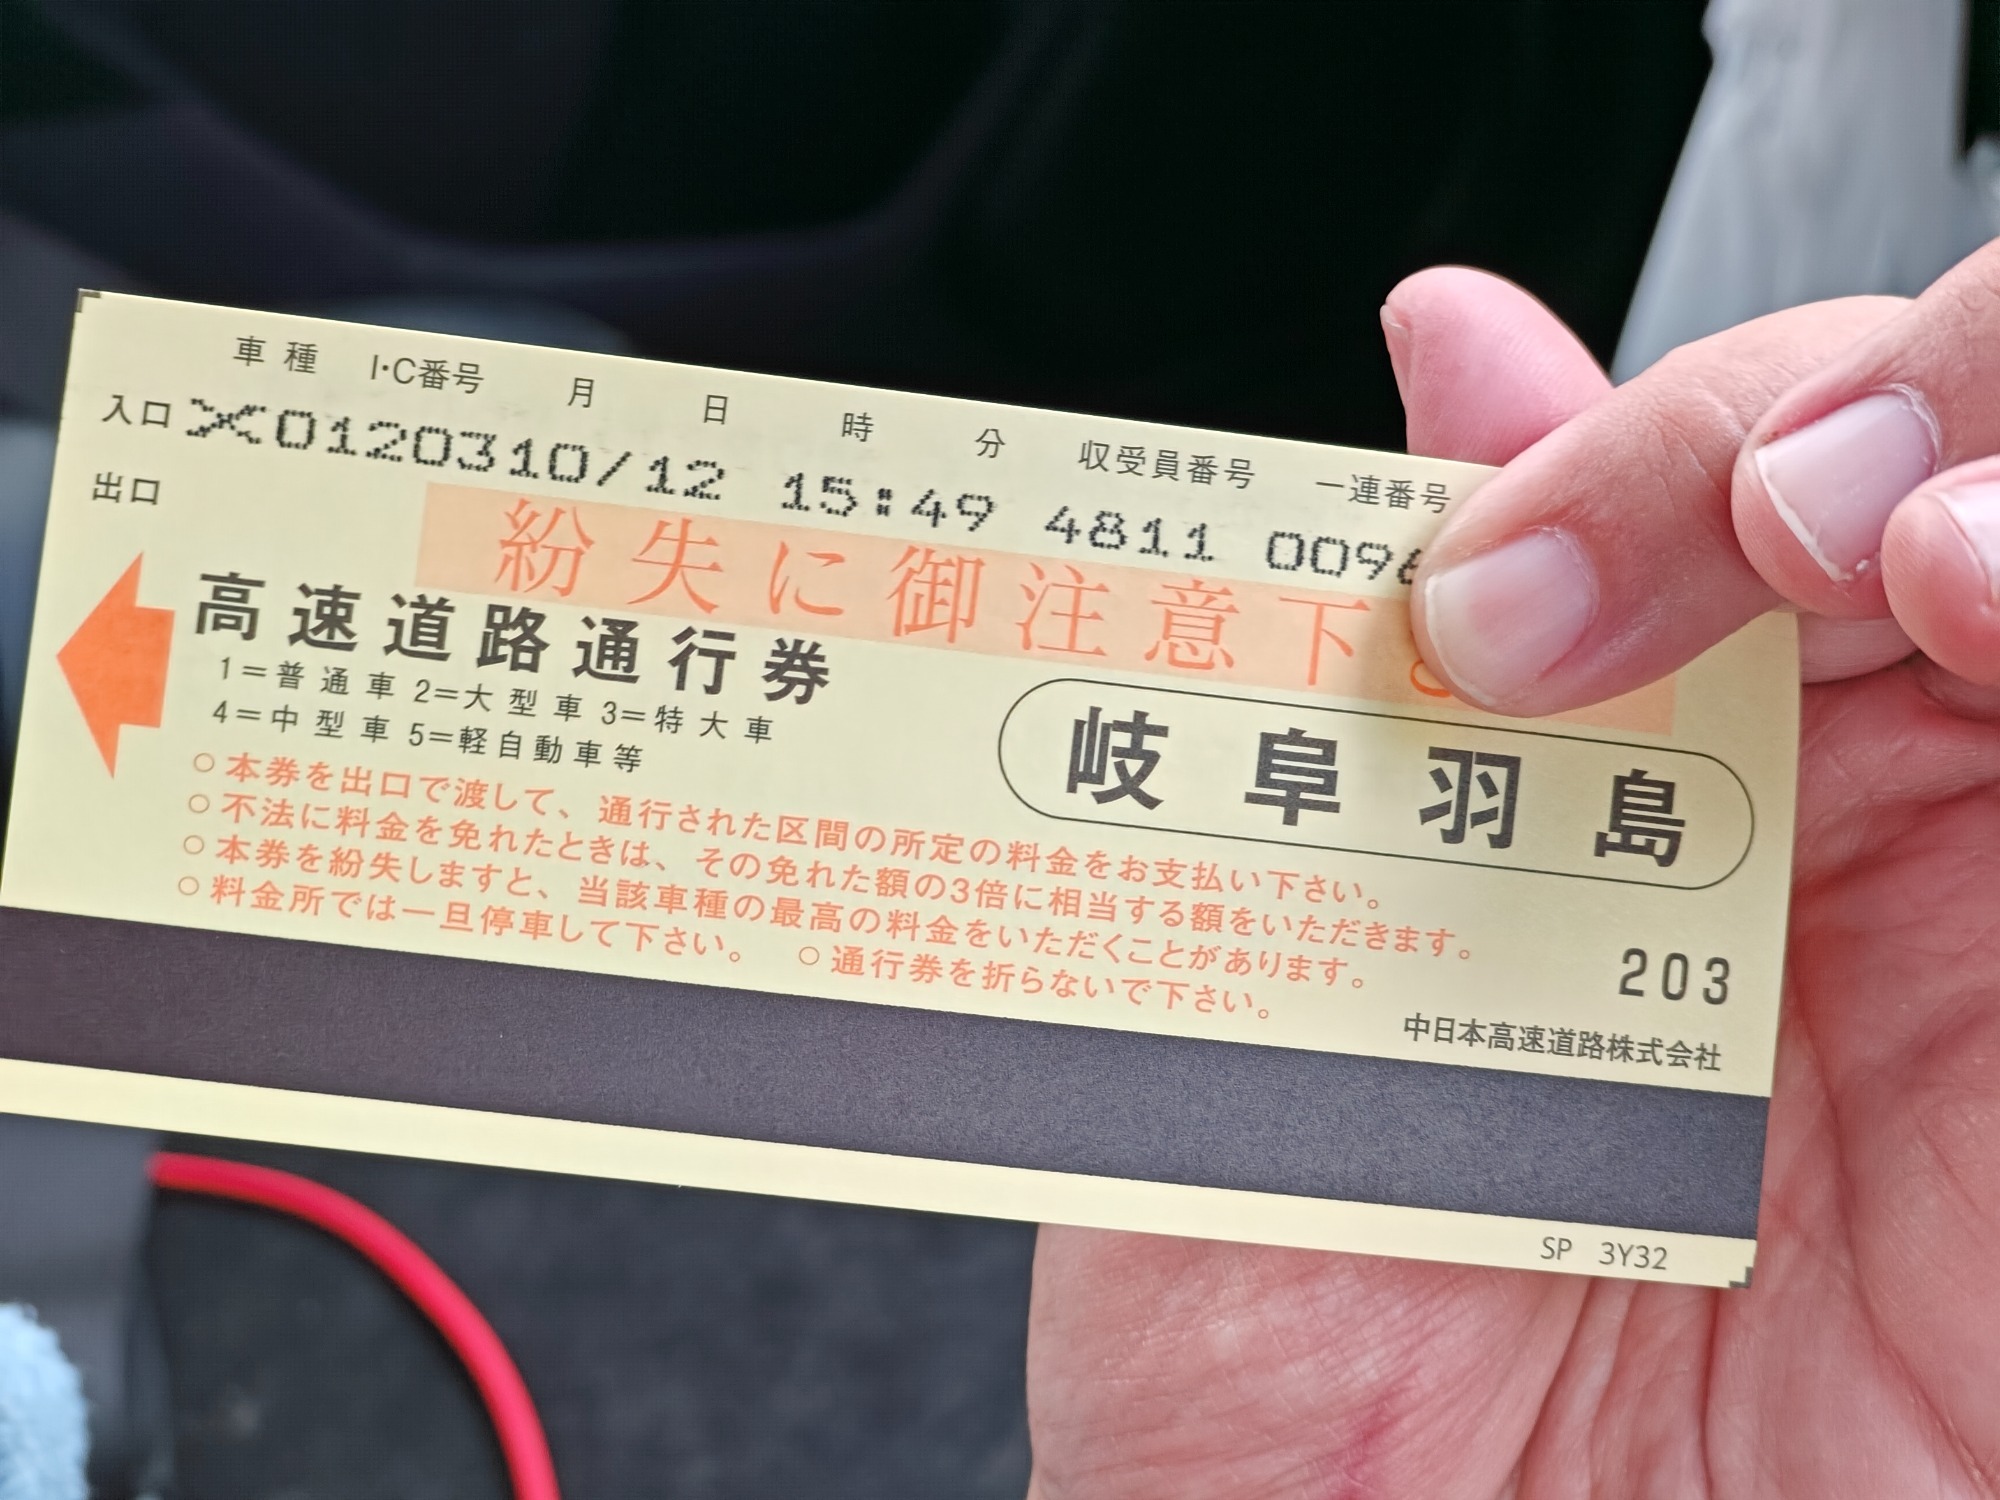 車種 I・C番号 月 日 時 分 収受員番号 一連番号
入口 0120310/12 15:49 4811 0096
出口
紛失に御注意下
高速道路通行券
1=普通車 2=大型車 3=特大車
4=中型車 5=軽自動車等
岐阜羽島
○本券を出口で渡して、通行された区間の所定の料金をお支払い下さい。
○不法に料金を免れたときは、その免れた額の3倍に相当する額をいただきます。
○本券を紛失しますと、当該車種の最高の料金をいただくことがあります。
○料金所では一旦停車して下さい。 ○通行券を折らないで下さい。
203
中日本高速道路株式会社
SP 3Y32